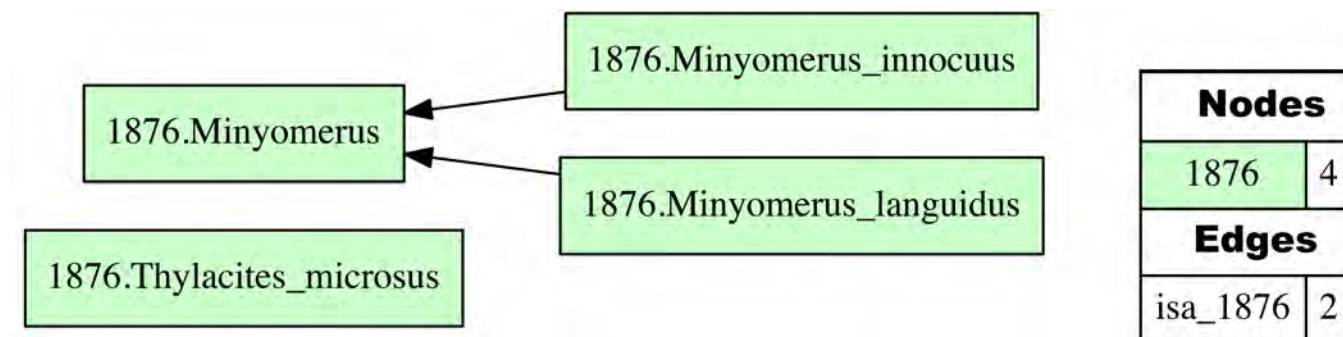 1876.Minyomerus_innocuus
1876.Minyomerus
1876.Minyomerus_languidus
1876.Thylacites_microsus
Nodes
1876 4
Edges
isa_1876 2